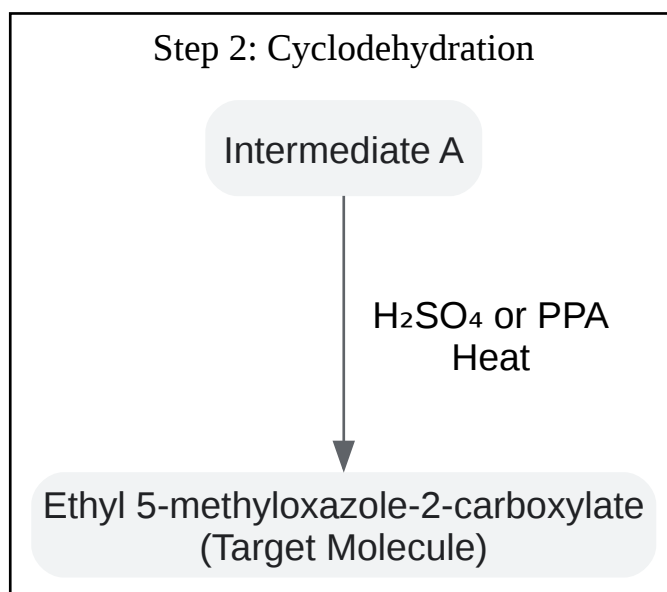 Step 2: Cyclodehydration
Intermediate A
H₂SO₄ or PPA
Heat
Ethyl 5-methyloxazole-2-carboxylate
(Target Molecule)